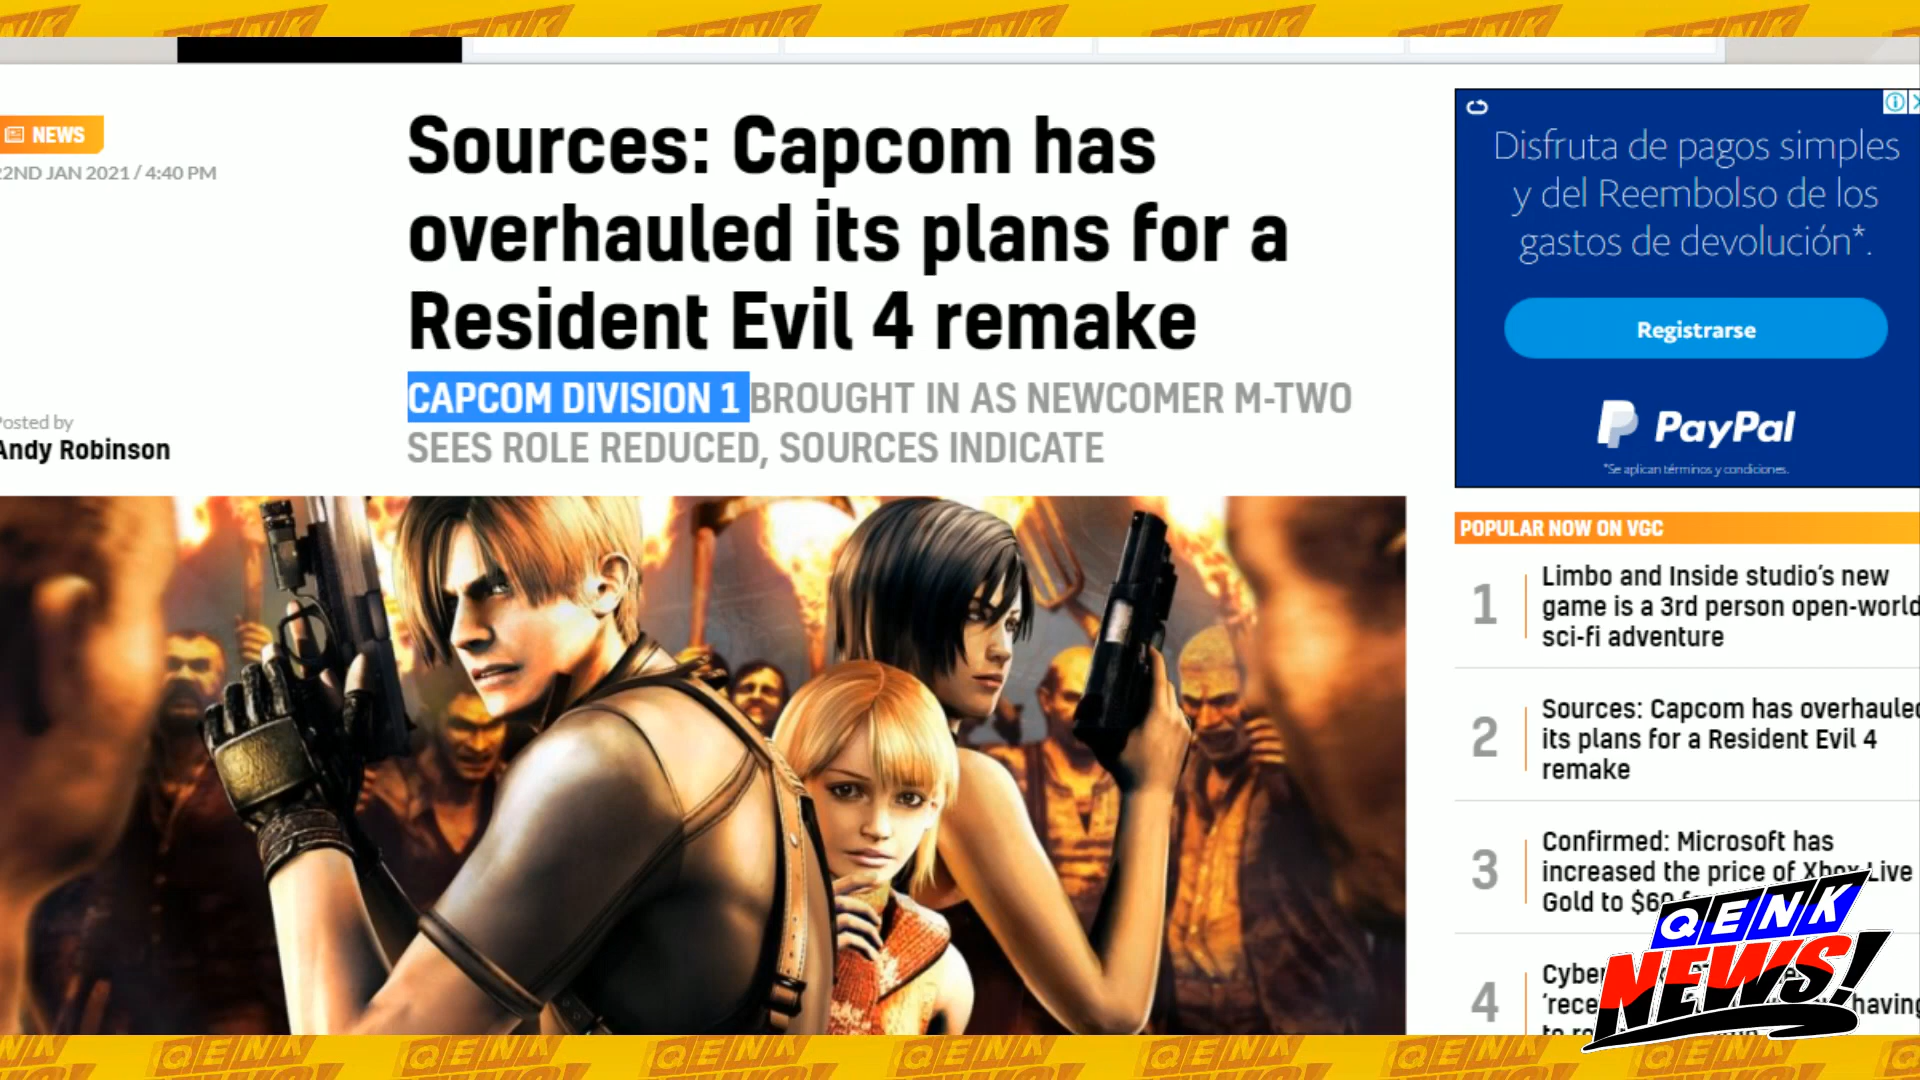 NEWS
22ND JAN 2021 / 4:40 PM
Sources: Capcom has
overhauled its plans for a
Resident Evil 4 remake
CAPCOM DIVISION 1 BROUGHT IN AS NEWCOMER M-TWO
SEES ROLE REDUCED, SOURCES INDICATE
Posted by
Andy Robinson
Disfruta de pagos simples
y del Reembolso de los
gastos de devolución*.
Registrarse
PayPal
*Se aplican términos y condiciones.
POPULAR NOW ON VGC
1
Limbo and Inside studio's new
game is a 3rd person open-world
sci-fi adventure
2
Sources: Capcom has overhauled
its plans for a Resident Evil 4
remake
3
Confirmed: Microsoft has
increased the price of Xbox Live
Gold to $60
4
'rece
having
QENK
NEWS!